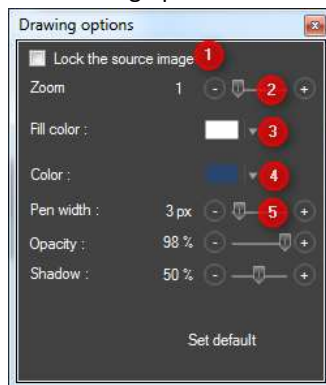 Drawing options
Lock the source image 1
Zoom 1 - 2 +
Fill color : 3
Color : 4
Pen width : 3 px - 5 +
Opacity : 98 % - +
Shadow : 50 % - +
Set default